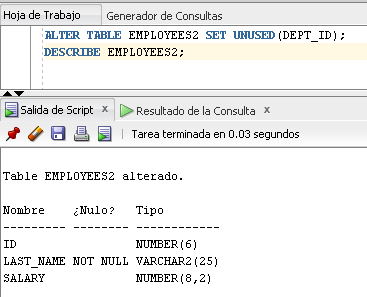 Hoja de Trabajo Generador de Consultas
ALTER TABLE EMPLOYEES2 SET UNUSED(DEPT_ID);
DESCRIBE EMPLOYEES2;
Salida de Script x Resultado de la Consulta x
Tarea terminada en 0.03 segundos
Table EMPLOYEES2 alterado.
Nombre ¿Nulo? Tipo
--------- -------- ------------
ID NUMBER(6)
LAST_NAME NOT NULL VARCHAR2(25)
SALARY NUMBER(8,2)